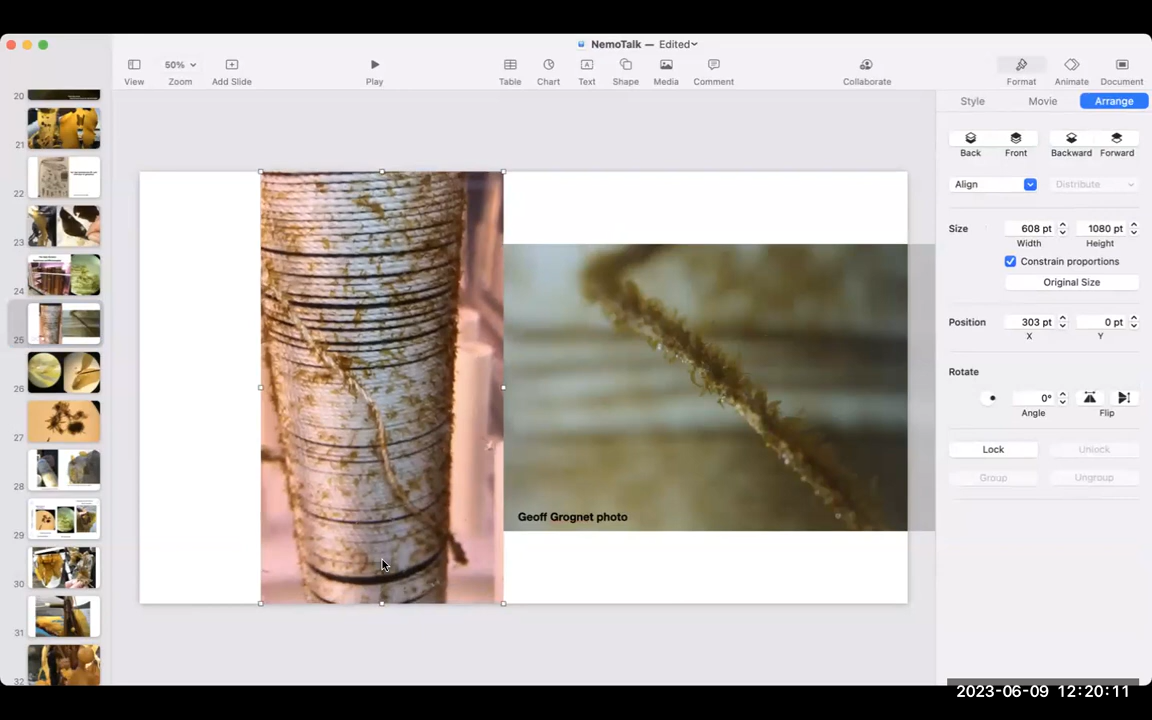 NemoTalk — Edited
50%
View
Zoom
Add Slide
Play
Table
Chart
Text
Shape
Media
Comment
Collaborate
Format
Animate
Document
Style
Movie
Arrange
Back
Front
Backward
Forward
Align
Distribute
Size
608 pt
1080 pt
Width
Height
Constrain proportions
Original Size
Position
303 pt
0 pt
X
Y
Rotate
0°
Angle
Flip
Lock
Unlock
Group
Ungroup
20
21
22
23
24
25
26
27
28
29
30
31
32
Geoff Grognet photo
2023-06-09 12:20:11